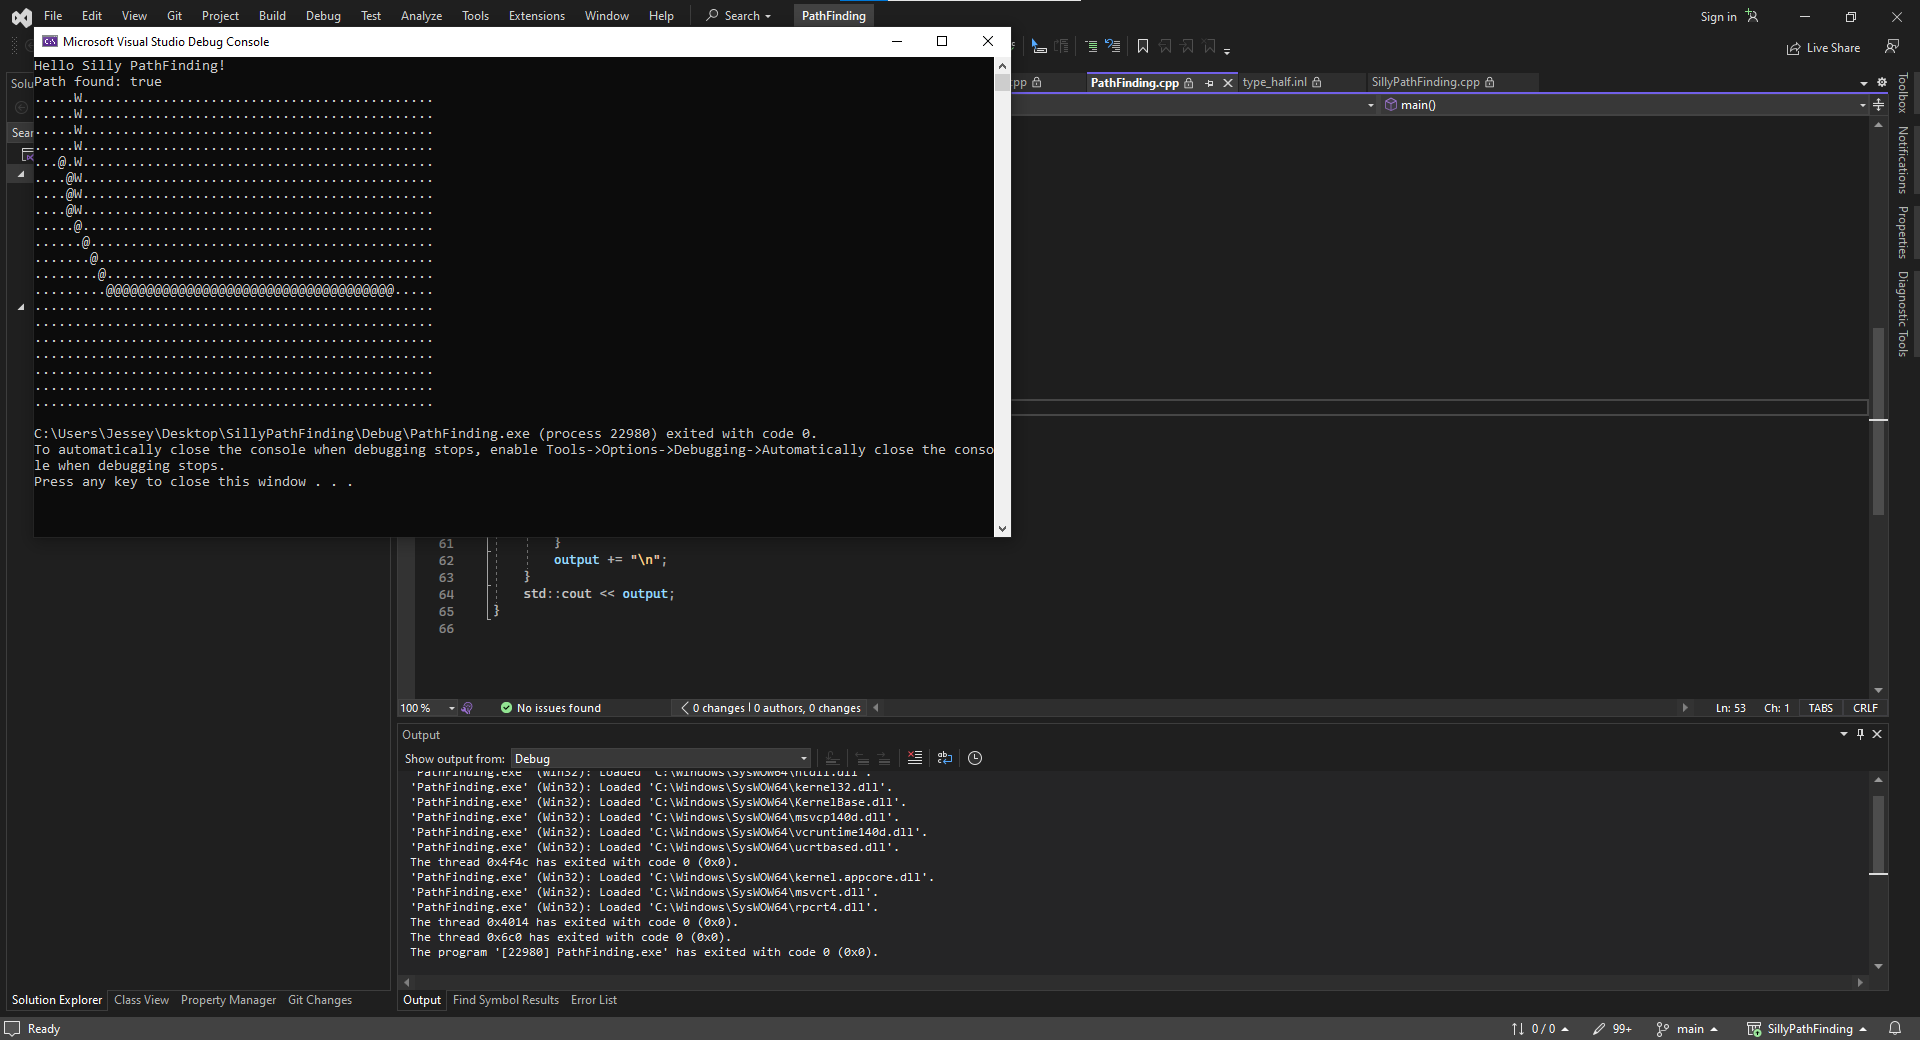 File Edit View Git Project Build Debug Test Analyze Tools Extensions Window Help Search PathFinding Sign in
Live Share
Microsoft Visual Studio Debug Console
PathFinding.cpp type_half.inl SillyPathFinding.cpp
main()
Hello Silly PathFinding!
Path found: true
.....W............................................
.....W............................................
.....W............................................
.....W............................................
...@.W............................................
....@W............................................
....@W............................................
....@W............................................
.....@............................................
......@...........................................
.......@..........................................
........@.........................................
.........@@@@@@@@@@@@@@@@@@@@@@@@@@@@@@@@@@@@.....
..................................................
..................................................
..................................................
..................................................
..................................................
..................................................
..................................................
C:\Users\Jessey\Desktop\SillyPathFinding\Debug\PathFinding.exe (process 22980) exited with code 0.
To automatically close the console when debugging stops, enable Tools->Options->Debugging->Automatically close the conso
le when debugging stops.
Press any key to close this window . . .
Toolbox
Notifications
Properties
Diagnostic Tools
61 }
62 output += "\n";
63 }
64 std::cout << output;
65 }
66
100 % No issues found 0 changes | 0 authors, 0 changes Ln: 53 Ch: 1 TABS CRLF
Output
Show output from: Debug
'PathFinding.exe' (Win32): Loaded 'C:\Windows\SysWOW64\ntdll.dll'.
'PathFinding.exe' (Win32): Loaded 'C:\Windows\SysWOW64\kernel32.dll'.
'PathFinding.exe' (Win32): Loaded 'C:\Windows\SysWOW64\KernelBase.dll'.
'PathFinding.exe' (Win32): Loaded 'C:\Windows\SysWOW64\msvcp140d.dll'.
'PathFinding.exe' (Win32): Loaded 'C:\Windows\SysWOW64\vcruntime140d.dll'.
'PathFinding.exe' (Win32): Loaded 'C:\Windows\SysWOW64\ucrtbased.dll'.
The thread 0x4f4c has exited with code 0 (0x0).
'PathFinding.exe' (Win32): Loaded 'C:\Windows\SysWOW64\kernel.appcore.dll'.
'PathFinding.exe' (Win32): Loaded 'C:\Windows\SysWOW64\msvcrt.dll'.
'PathFinding.exe' (Win32): Loaded 'C:\Windows\SysWOW64\rpcrt4.dll'.
The thread 0x4014 has exited with code 0 (0x0).
The thread 0x6c0 has exited with code 0 (0x0).
The program '[22980] PathFinding.exe' has exited with code 0 (0x0).
Solution Explorer Class View Property Manager Git Changes Output Find Symbol Results Error List
Ready 0 / 0 99+ main SillyPathFinding